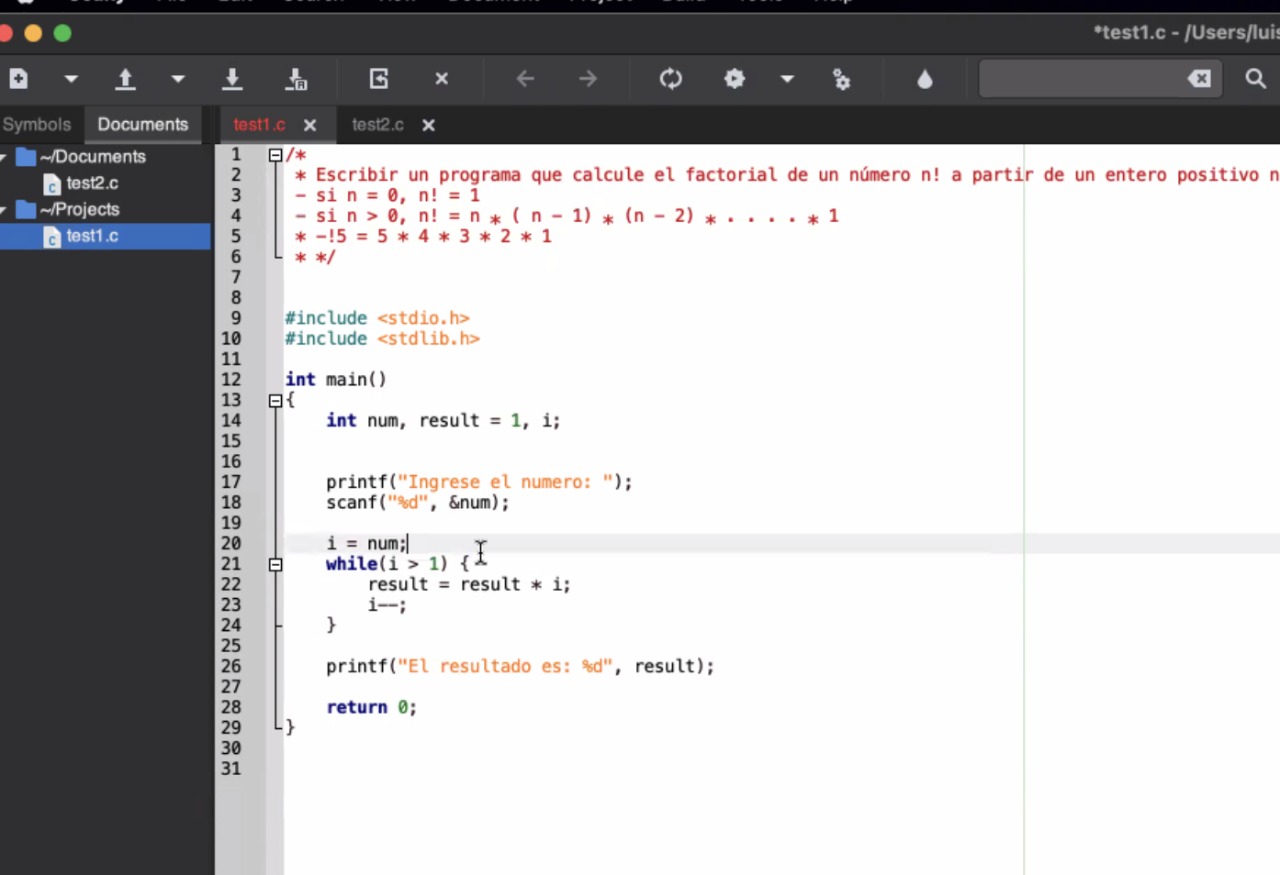 *test1.c - /Users/luis
Symbols
Documents
test1.c
test2.c
~/Documents
test2.c
~/Projects
test1.c
1 /*
2 * Escribir un programa que calcule el factorial de un número n! a partir de un entero positivo n
3 - si n = 0, n! = 1
4 - si n > 0, n! = n * ( n - 1) * (n - 2) * . . . . * 1
5 * -!5 = 5 * 4 * 3 * 2 * 1
6 * */
7
8
9 #include <stdio.h>
10 #include <stdlib.h>
11
12 int main()
13 {
14 int num, result = 1, i;
15
16
17 printf("Ingrese el numero: ");
18 scanf("%d", &num);
19
20 i = num;
21 while(i > 1) {
22 result = result * i;
23 i--;
24 }
25
26 printf("El resultado es: %d", result);
27
28 return 0;
29 }
30
31